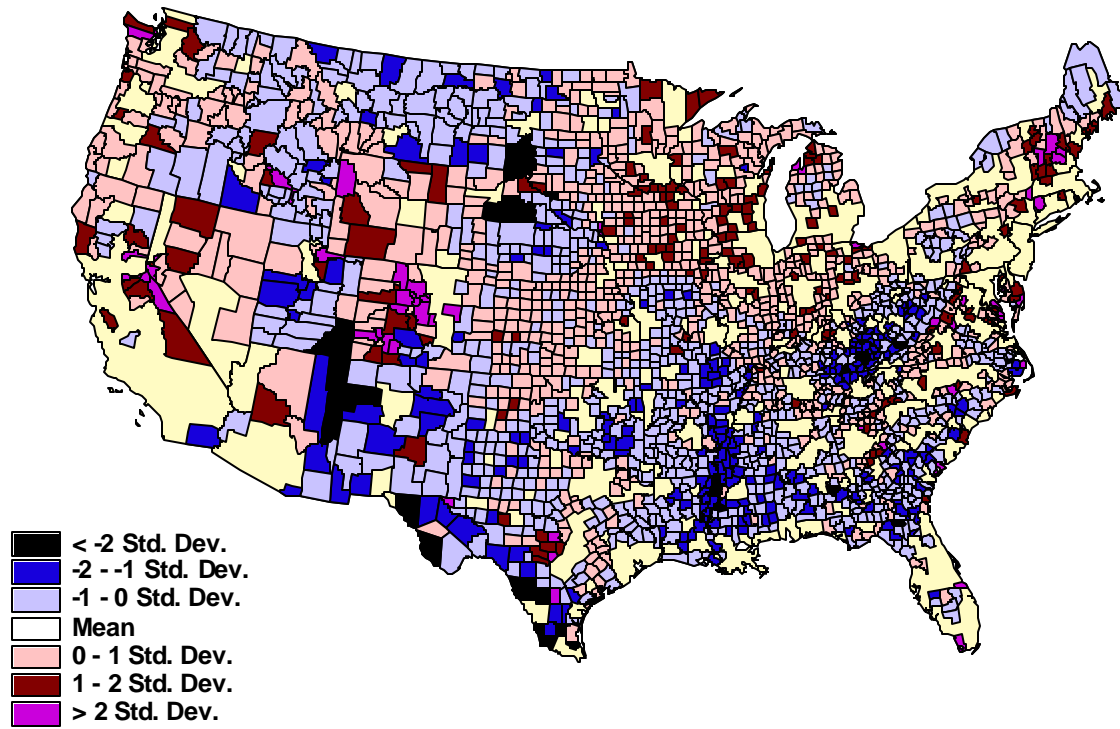 < -2 Std. Dev.
-2 - -1 Std. Dev.
-1 - 0 Std. Dev.
Mean
0 - 1 Std. Dev.
1 - 2 Std. Dev.
> 2 Std. Dev.